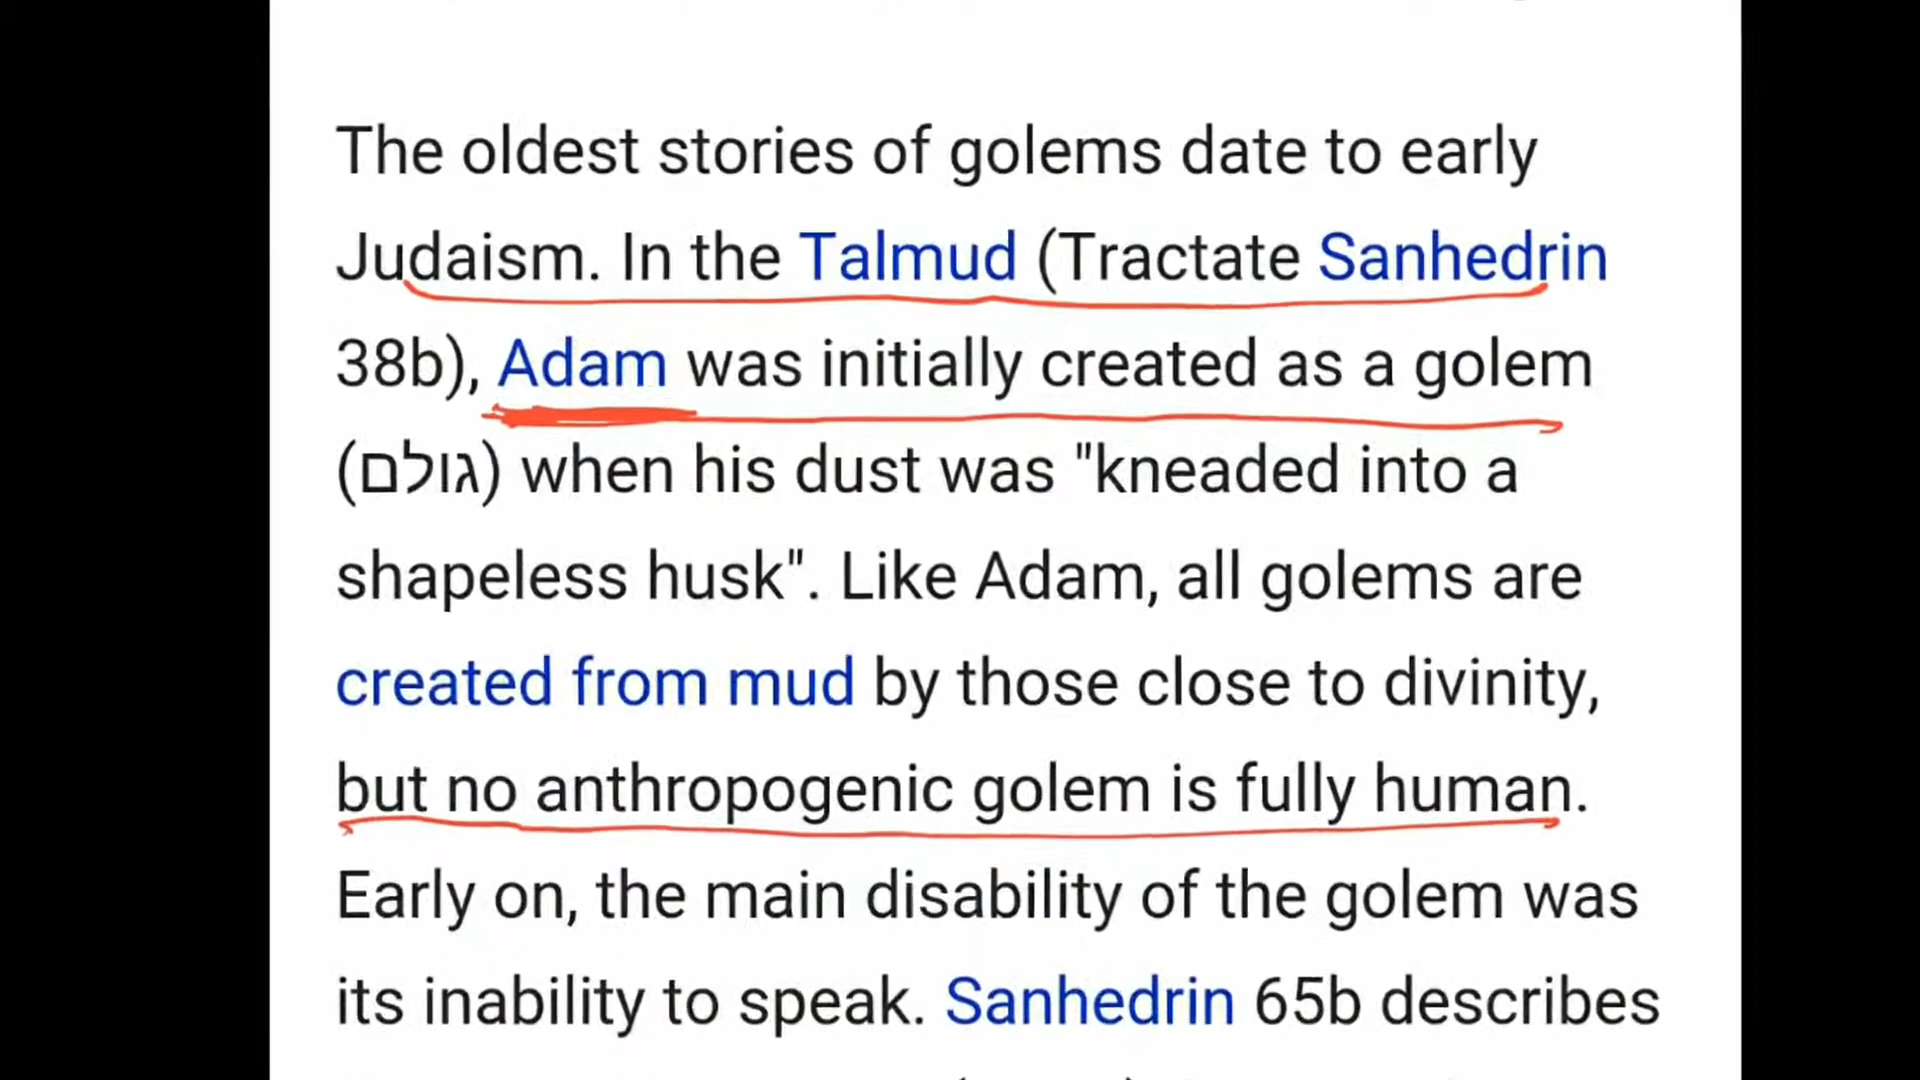 The oldest stories of golems date to early
Judaism. In the Talmud (Tractate Sanhedrin
38b), Adam was initially created as a golem
(גולם) when his dust was "kneaded into a
shapeless husk". Like Adam, all golems are
created from mud by those close to divinity,
but no anthropogenic golem is fully human.
Early on, the main disability of the golem was
its inability to speak. Sanhedrin 65b describes